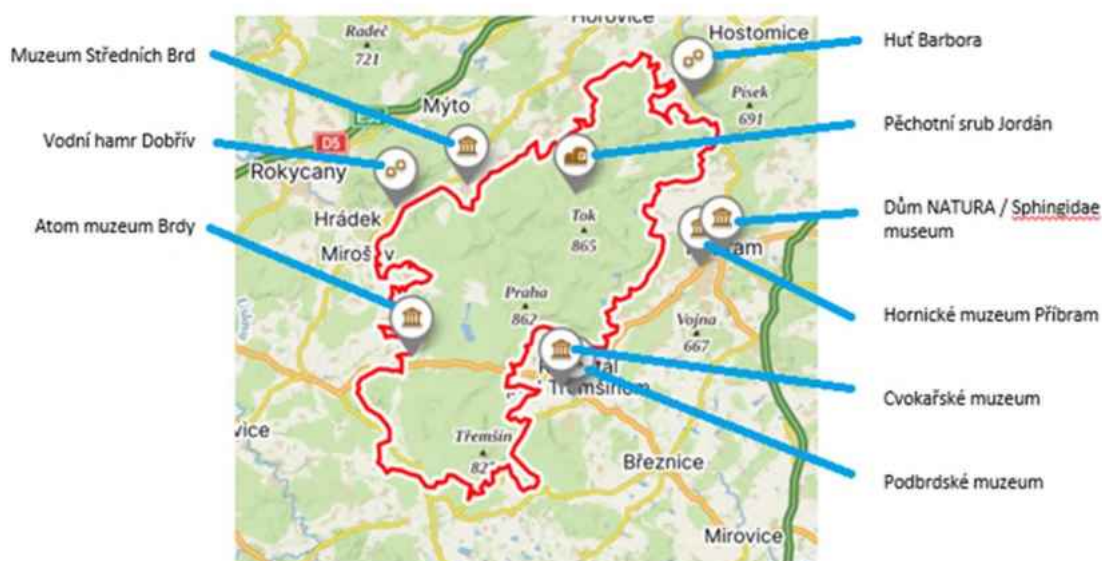 Muzeum Středních Brd
Vodní hamr Dobřív
Atom muzeum Brdy
Hořovice
Hostomice
Radeč
721
Mýto
Písek
691
D5
Rokycany
Hrádek
Tok
865
Praha
862
Vojna
667
Třemšín
Březnice
Mirovice
Huť Barbora
Pěchotní srub Jordán
Dům NATURA / Sphingidae
museum
Hornické muzeum Příbram
Cvokařské muzeum
Podbrdské muzeum